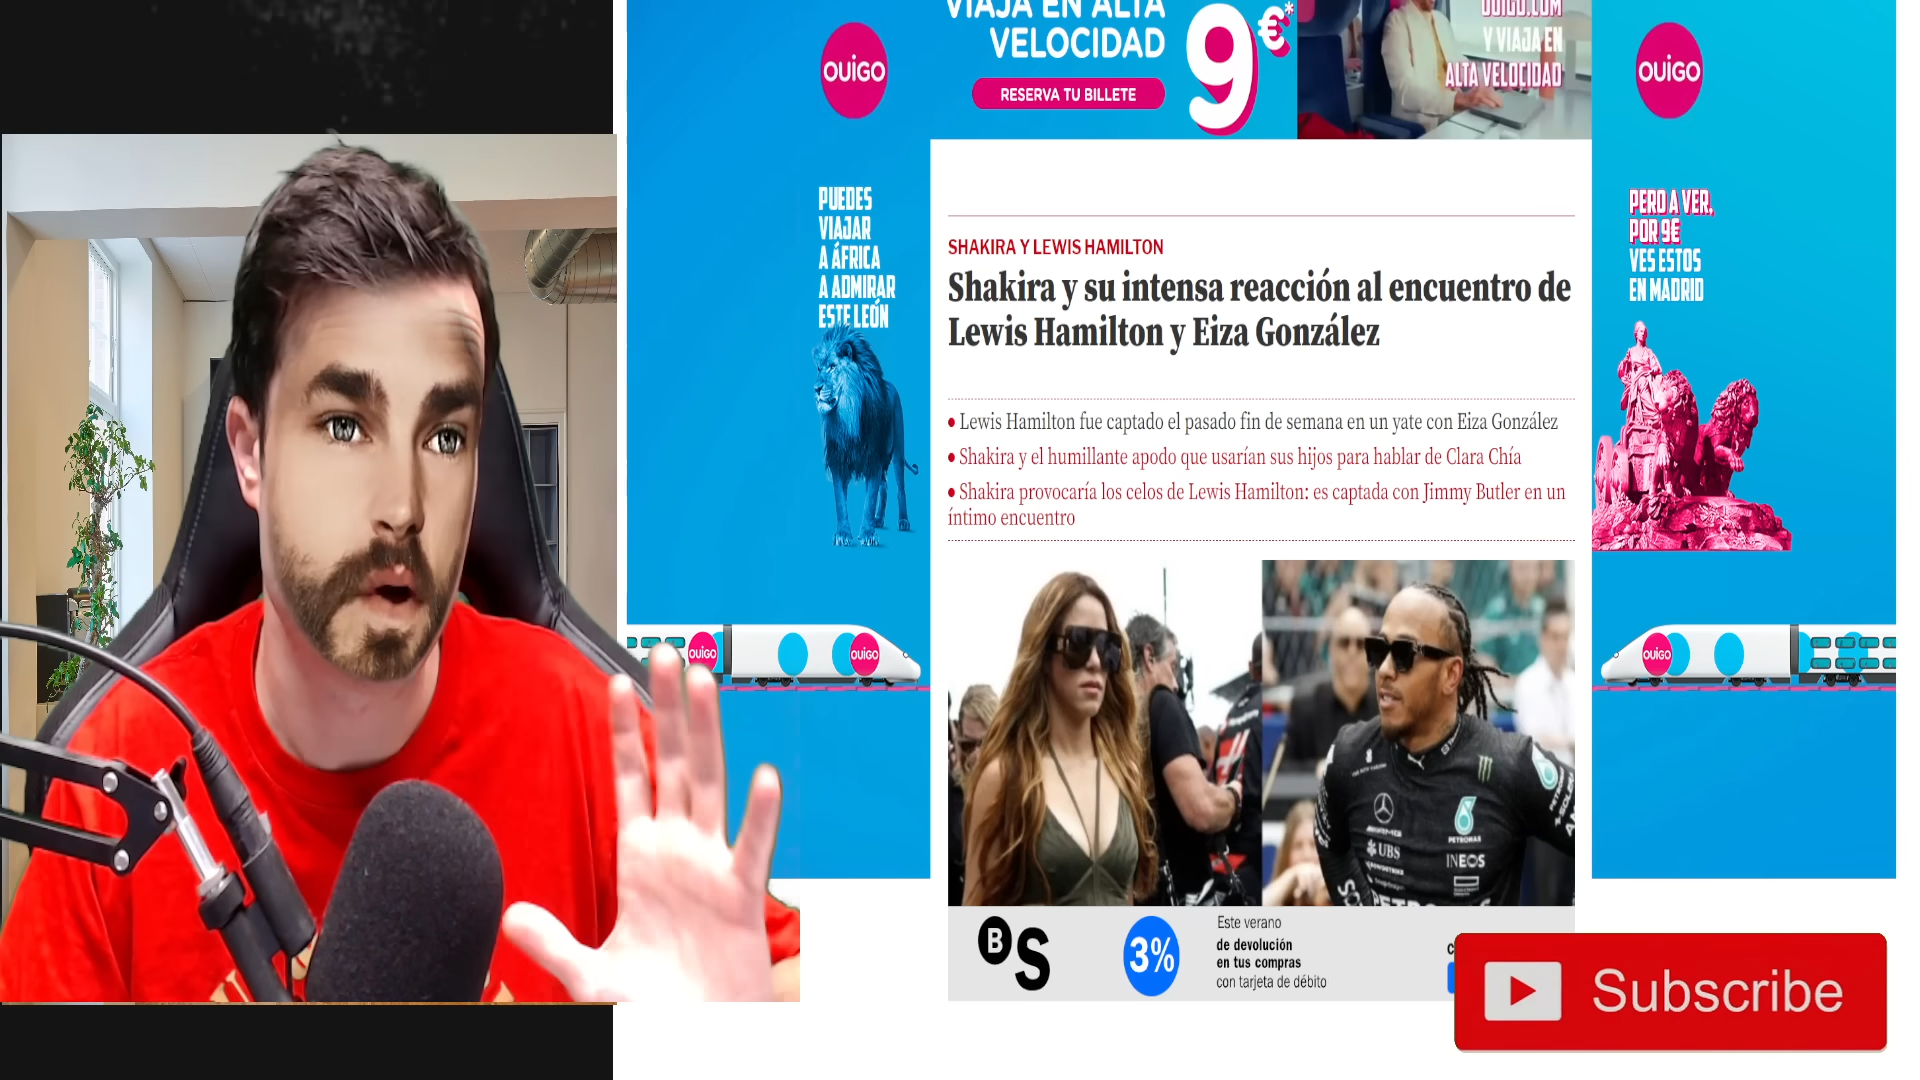 VIAJA EN ALTA
VELOCIDAD
9€*
RESERVA TU BILLETE
OUIGO.COM
Y VIAJA EN
ALTA VELOCIDAD
OUIGO
PUEDES
VIAJAR
A ÁFRICA
A ADMIRAR
ESTE LEÓN
OUIGO
OUIGO
SHAKIRA Y LEWIS HAMILTON
Shakira y su intensa reacción al encuentro de
Lewis Hamilton y Eiza González
• Lewis Hamilton fue captado el pasado fin de semana en un yate con Eiza González
• Shakira y el humillante apodo que usarían sus hijos para hablar de Clara Chía
• Shakira provocaría los celos de Lewis Hamilton: es captada con Jimmy Butler en un
íntimo encuentro
UBS
PETRONAS
INEOS
BS
3%
Este verano
de devolución
en tus compras
con tarjeta de débito
OUIGO
PERO A VER,
POR 9€
VES ESTOS
EN MADRID
OUIGO
Subscribe